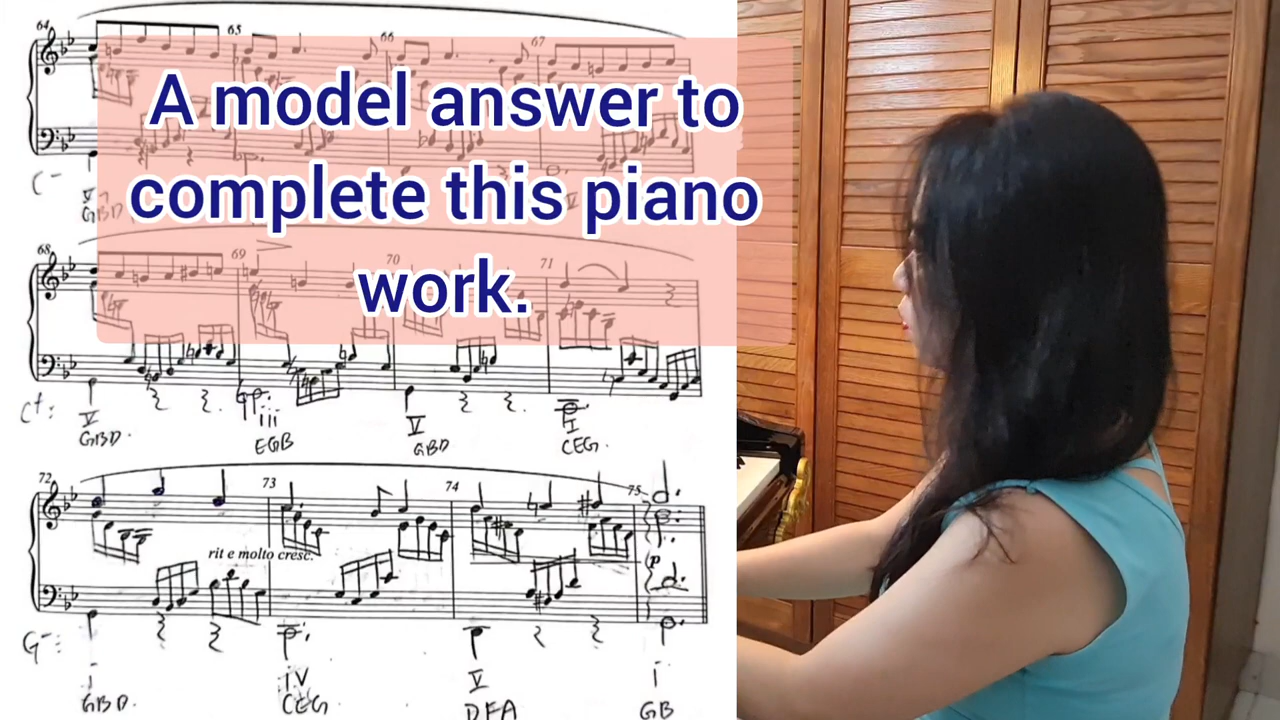 64 65 66 67
A model answer to
complete this piano
work.
C-
V
GBD
68 69 70 71
C+: V iii V I
GBD. EGB GBD CEG.
72 73 74 75
rit e molto cresc.
p
G-:
i iv V i
GBD. CEG DFA GB